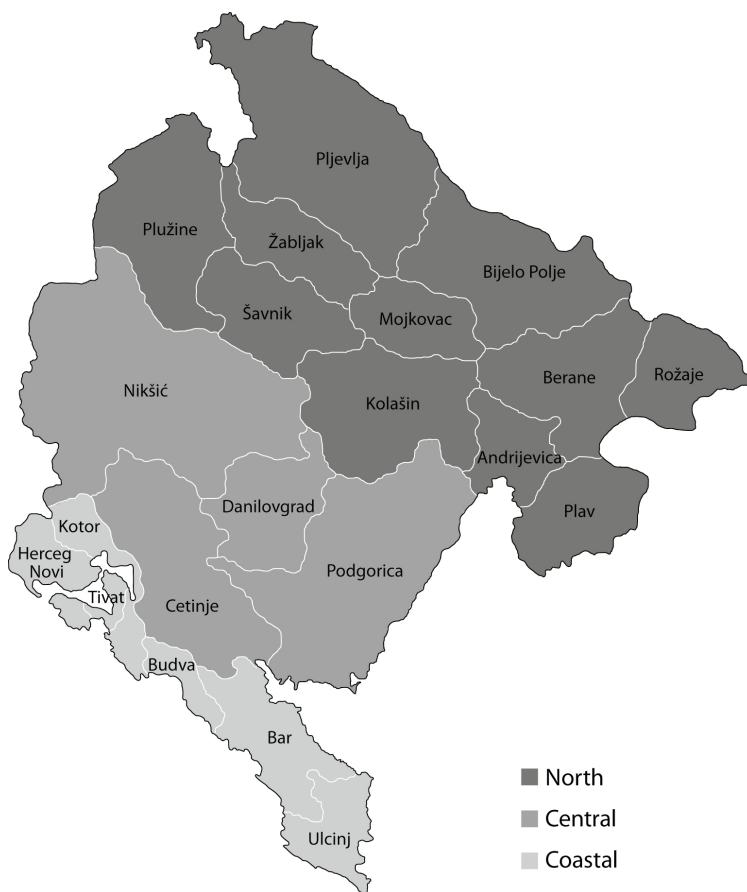 Pljevlja
Plužine
Žabljak
Bijelo Polje
Šavnik
Mojkovac
Nikšić
Kolašin
Berane
Rožaje
Andrijevica
Danilovgrad
Plav
Kotor
Herceg
Novi
Podgorica
Tivat
Cetinje
Budva
Bar
Ulcinj
North
Central
Coastal